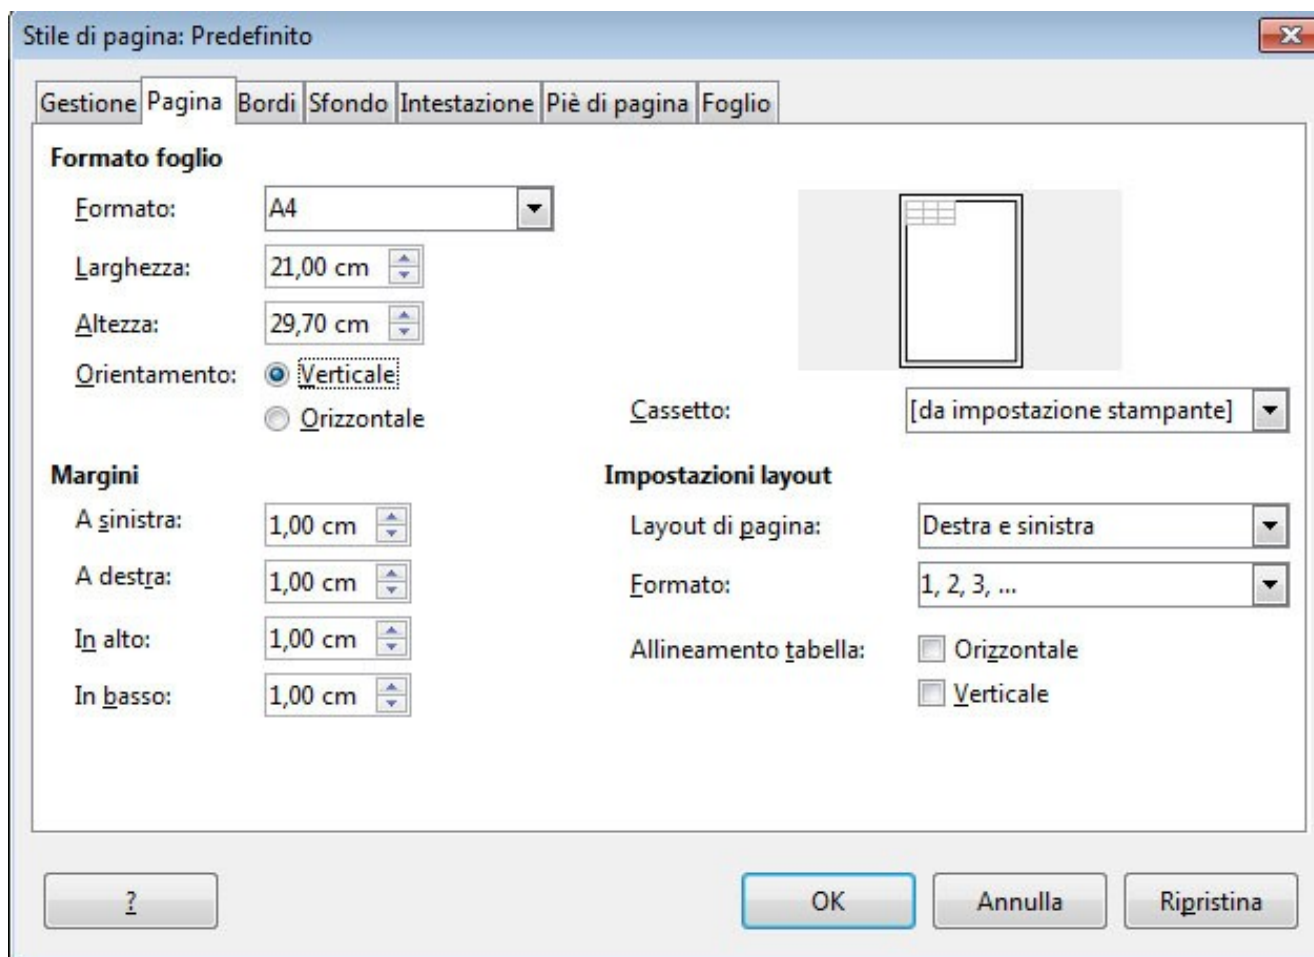 Stile di pagina: Predefinito
Gestione Pagina Bordi Sfondo Intestazione Piè di pagina Foglio
Formato foglio
Formato: A4
Larghezza: 21,00 cm
Altezza: 29,70 cm
Orientamento: Verticale
Orizzontale
Cassetto: [da impostazione stampante]
Margini
A sinistra: 1,00 cm
A destra: 1,00 cm
In alto: 1,00 cm
In basso: 1,00 cm
Impostazioni layout
Layout di pagina: Destra e sinistra
Formato: 1, 2, 3, ...
Allineamento tabella: Orizzontale
Verticale
? OK Annulla Ripristina